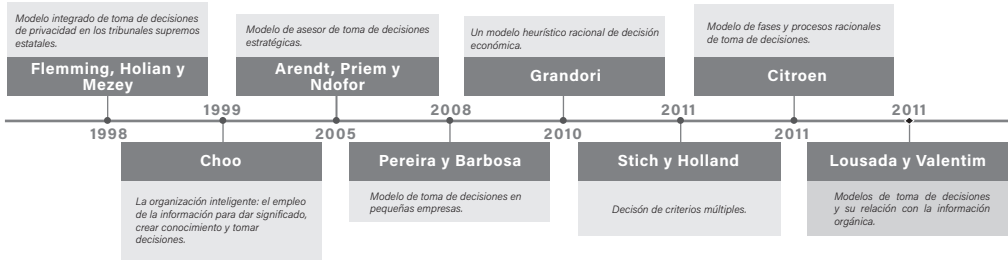 Modelo integrado de toma de decisiones
de privacidad en los tribunales supremos
estatales.
Flemming, Holian y
Mezey
1998
1999
Choo
La organización inteligente: el empleo
de la información para dar significado,
crear conocimiento y tomar
decisiones.
Modelo de asesor de toma de decisiones
estratégicas.
Arendt, Priem y
Ndofor
2005
2008
Pereira y Barbosa
Modelo de toma de decisiones en
pequeñas empresas.
Un modelo heurístico racional de decisión
económica.
Grandori
2010
2011
Stich y Holland
Decisón de criterios múltiples.
Modelo de fases y procesos racionales
de toma de decisiones.
Citroen
2011
2011
Lousada y Valentim
Modelos de toma de decisiones
y su relación con la información
orgánica.